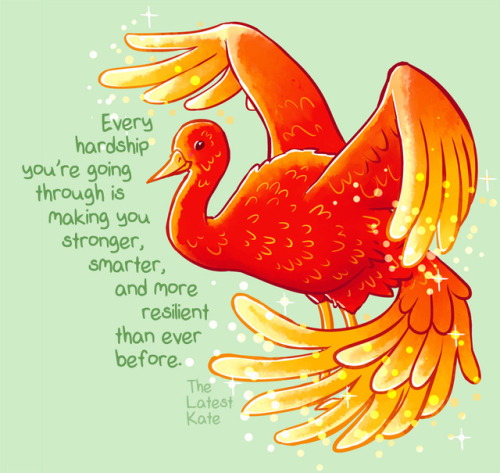 Every
hardship
you're going
through is
making you
stronger,
smarter,
and more
resilient
than ever
before.
The
Latest
Kate